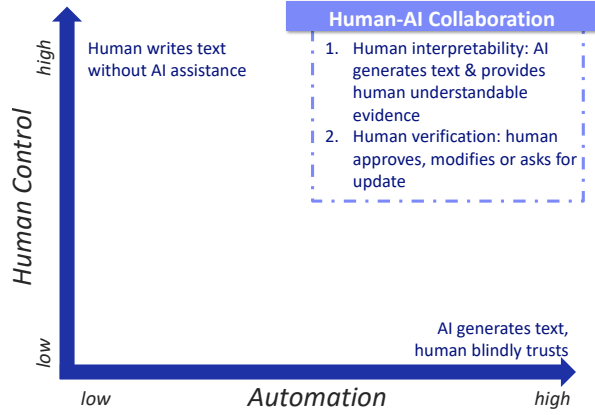 Human-AI Collaboration
Human writes text
without AI assistance
1. Human interpretability: AI
generates text & provides
human understandable
evidence
2. Human verification: human
approves, modifies or asks for
update
high
Human Control
low
AI generates text,
human blindly trusts
low
Automation
high